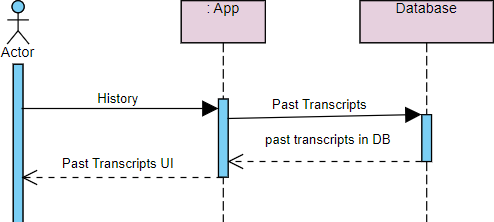 : App
Database
Actor
History
Past Transcripts
past transcripts in DB
Past Transcripts UI